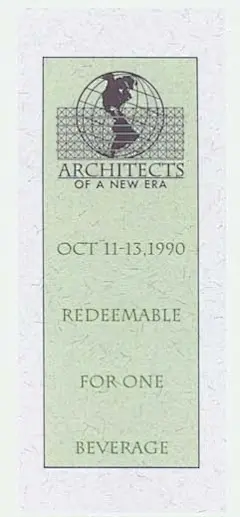 ARCHITECTS
OF A NEW ERA
OCT 11-13,1990
REDEEMABLE
FOR ONE
BEVERAGE